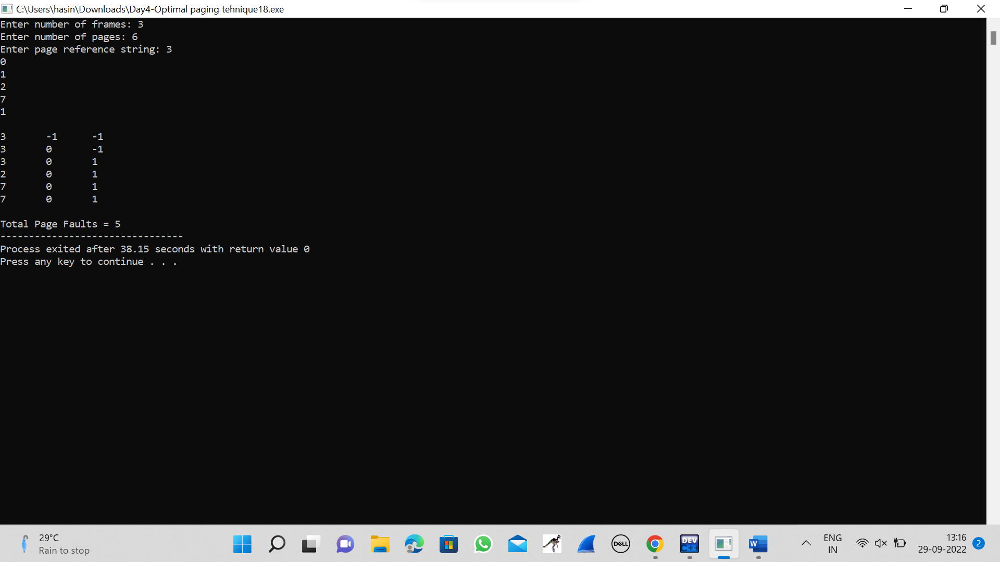 C:\Users\hasin\Downloads\Day4-Optimal paging tehnique18.exe
Enter number of frames: 3
Enter number of pages: 6
Enter page reference string: 3
0
1
2
7
1
3 -1 -1
3 0 -1
3 0 1
2 0 1
7 0 1
7 0 1
Total Page Faults = 5
--------------------------------
Process exited after 38.15 seconds with return value 0
Press any key to continue . . .
29°C
Rain to stop
DELL
DEV
C++
W
ENG
IN
13:16
29-09-2022
2